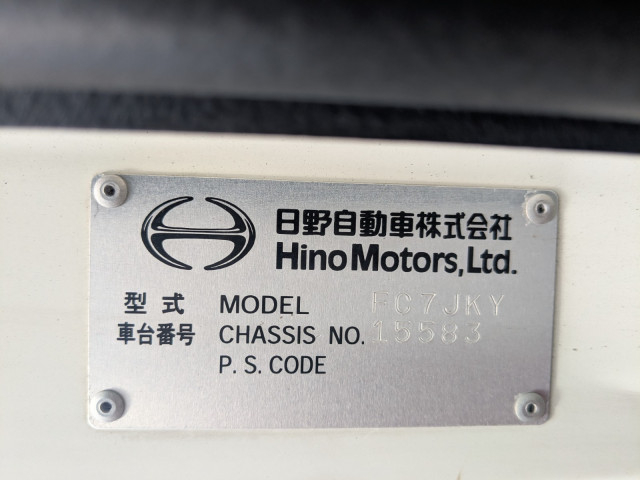 日野自動車株式会社
Hino Motors, Ltd.
型式 MODEL FC7JKY
車台番号 CHASSIS NO. 15583
P. S. CODE